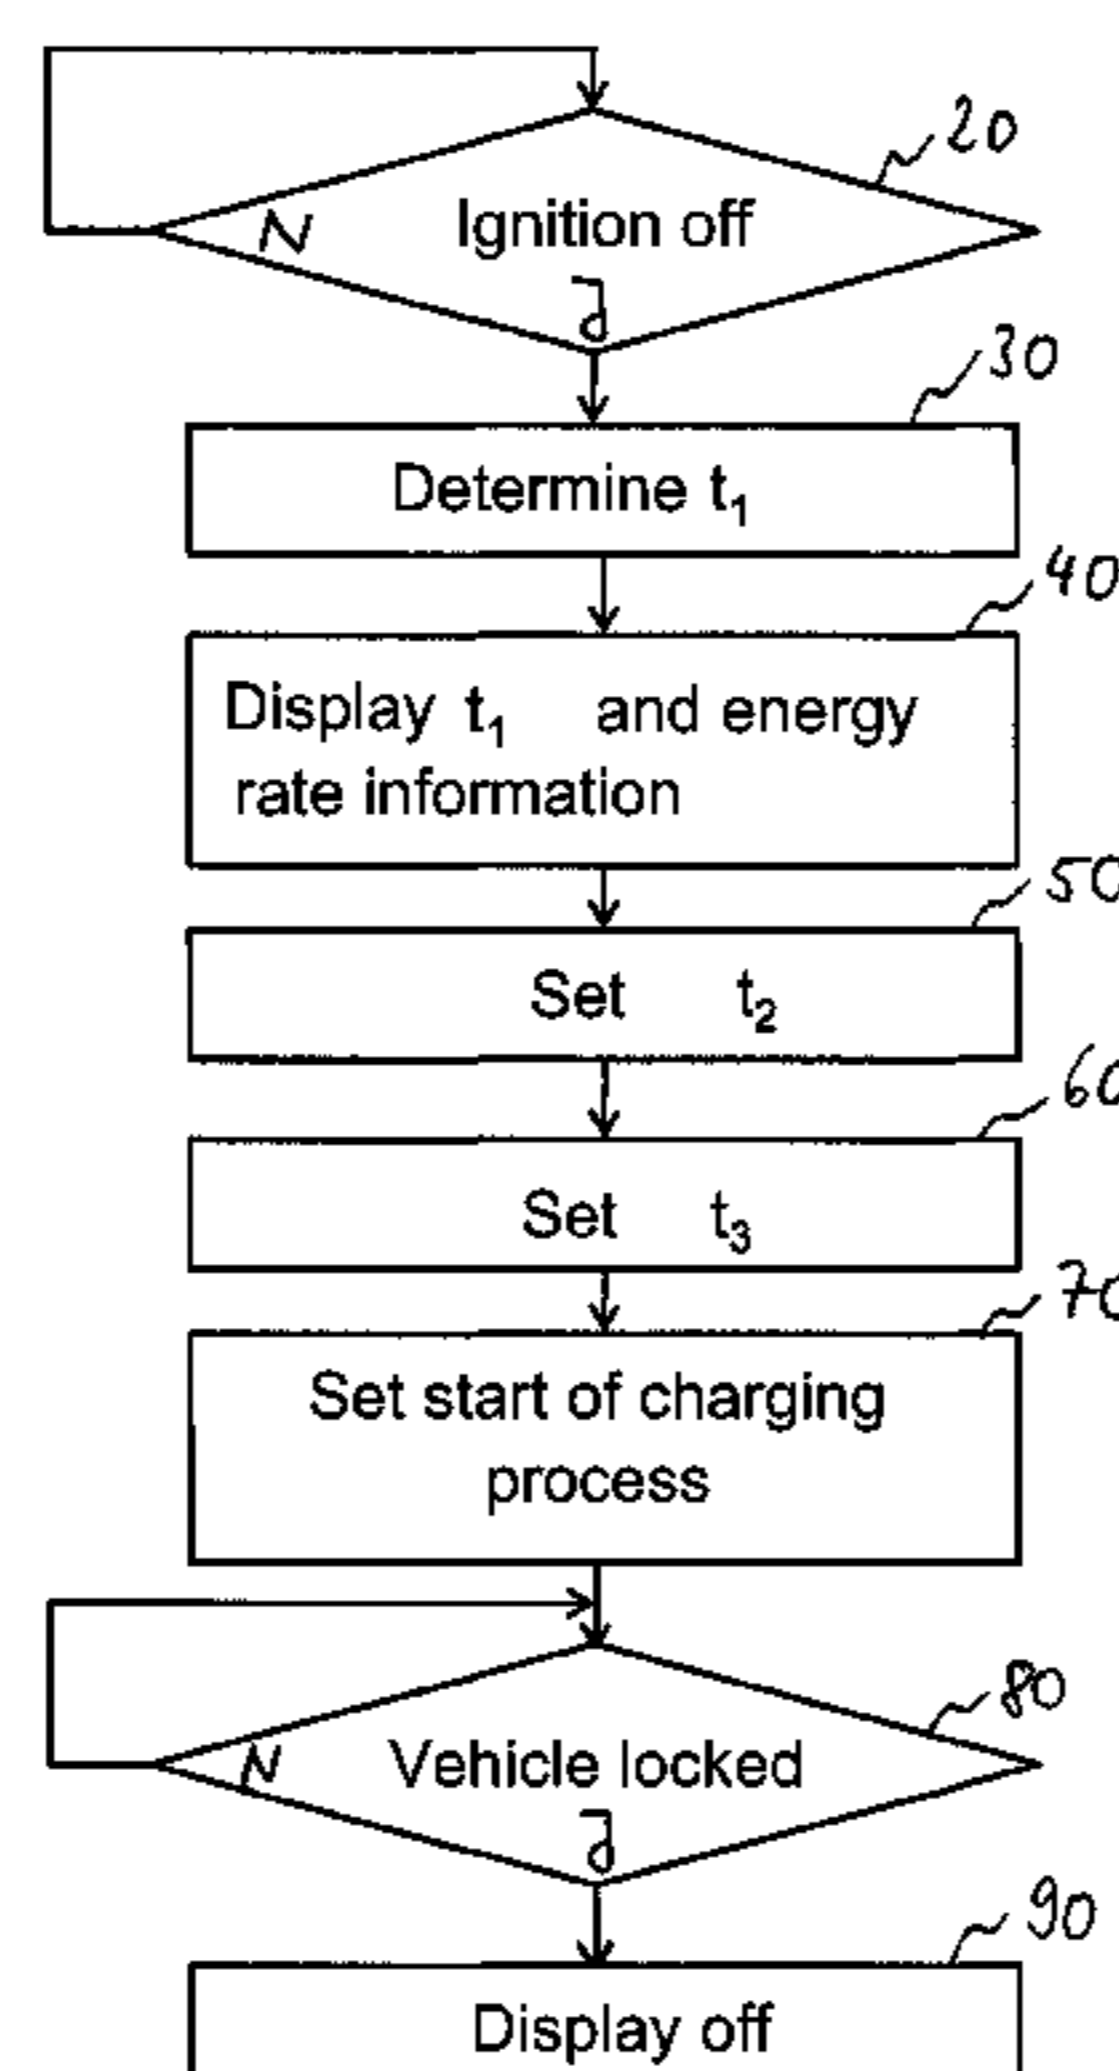 20
Ignition off
N
J
30
Determine t₁
40
Display t₁ and energy
rate information
50
Set t₂
60
Set t₃
70
Set start of charging
process
80
Vehicle locked
N
J
90
Display off